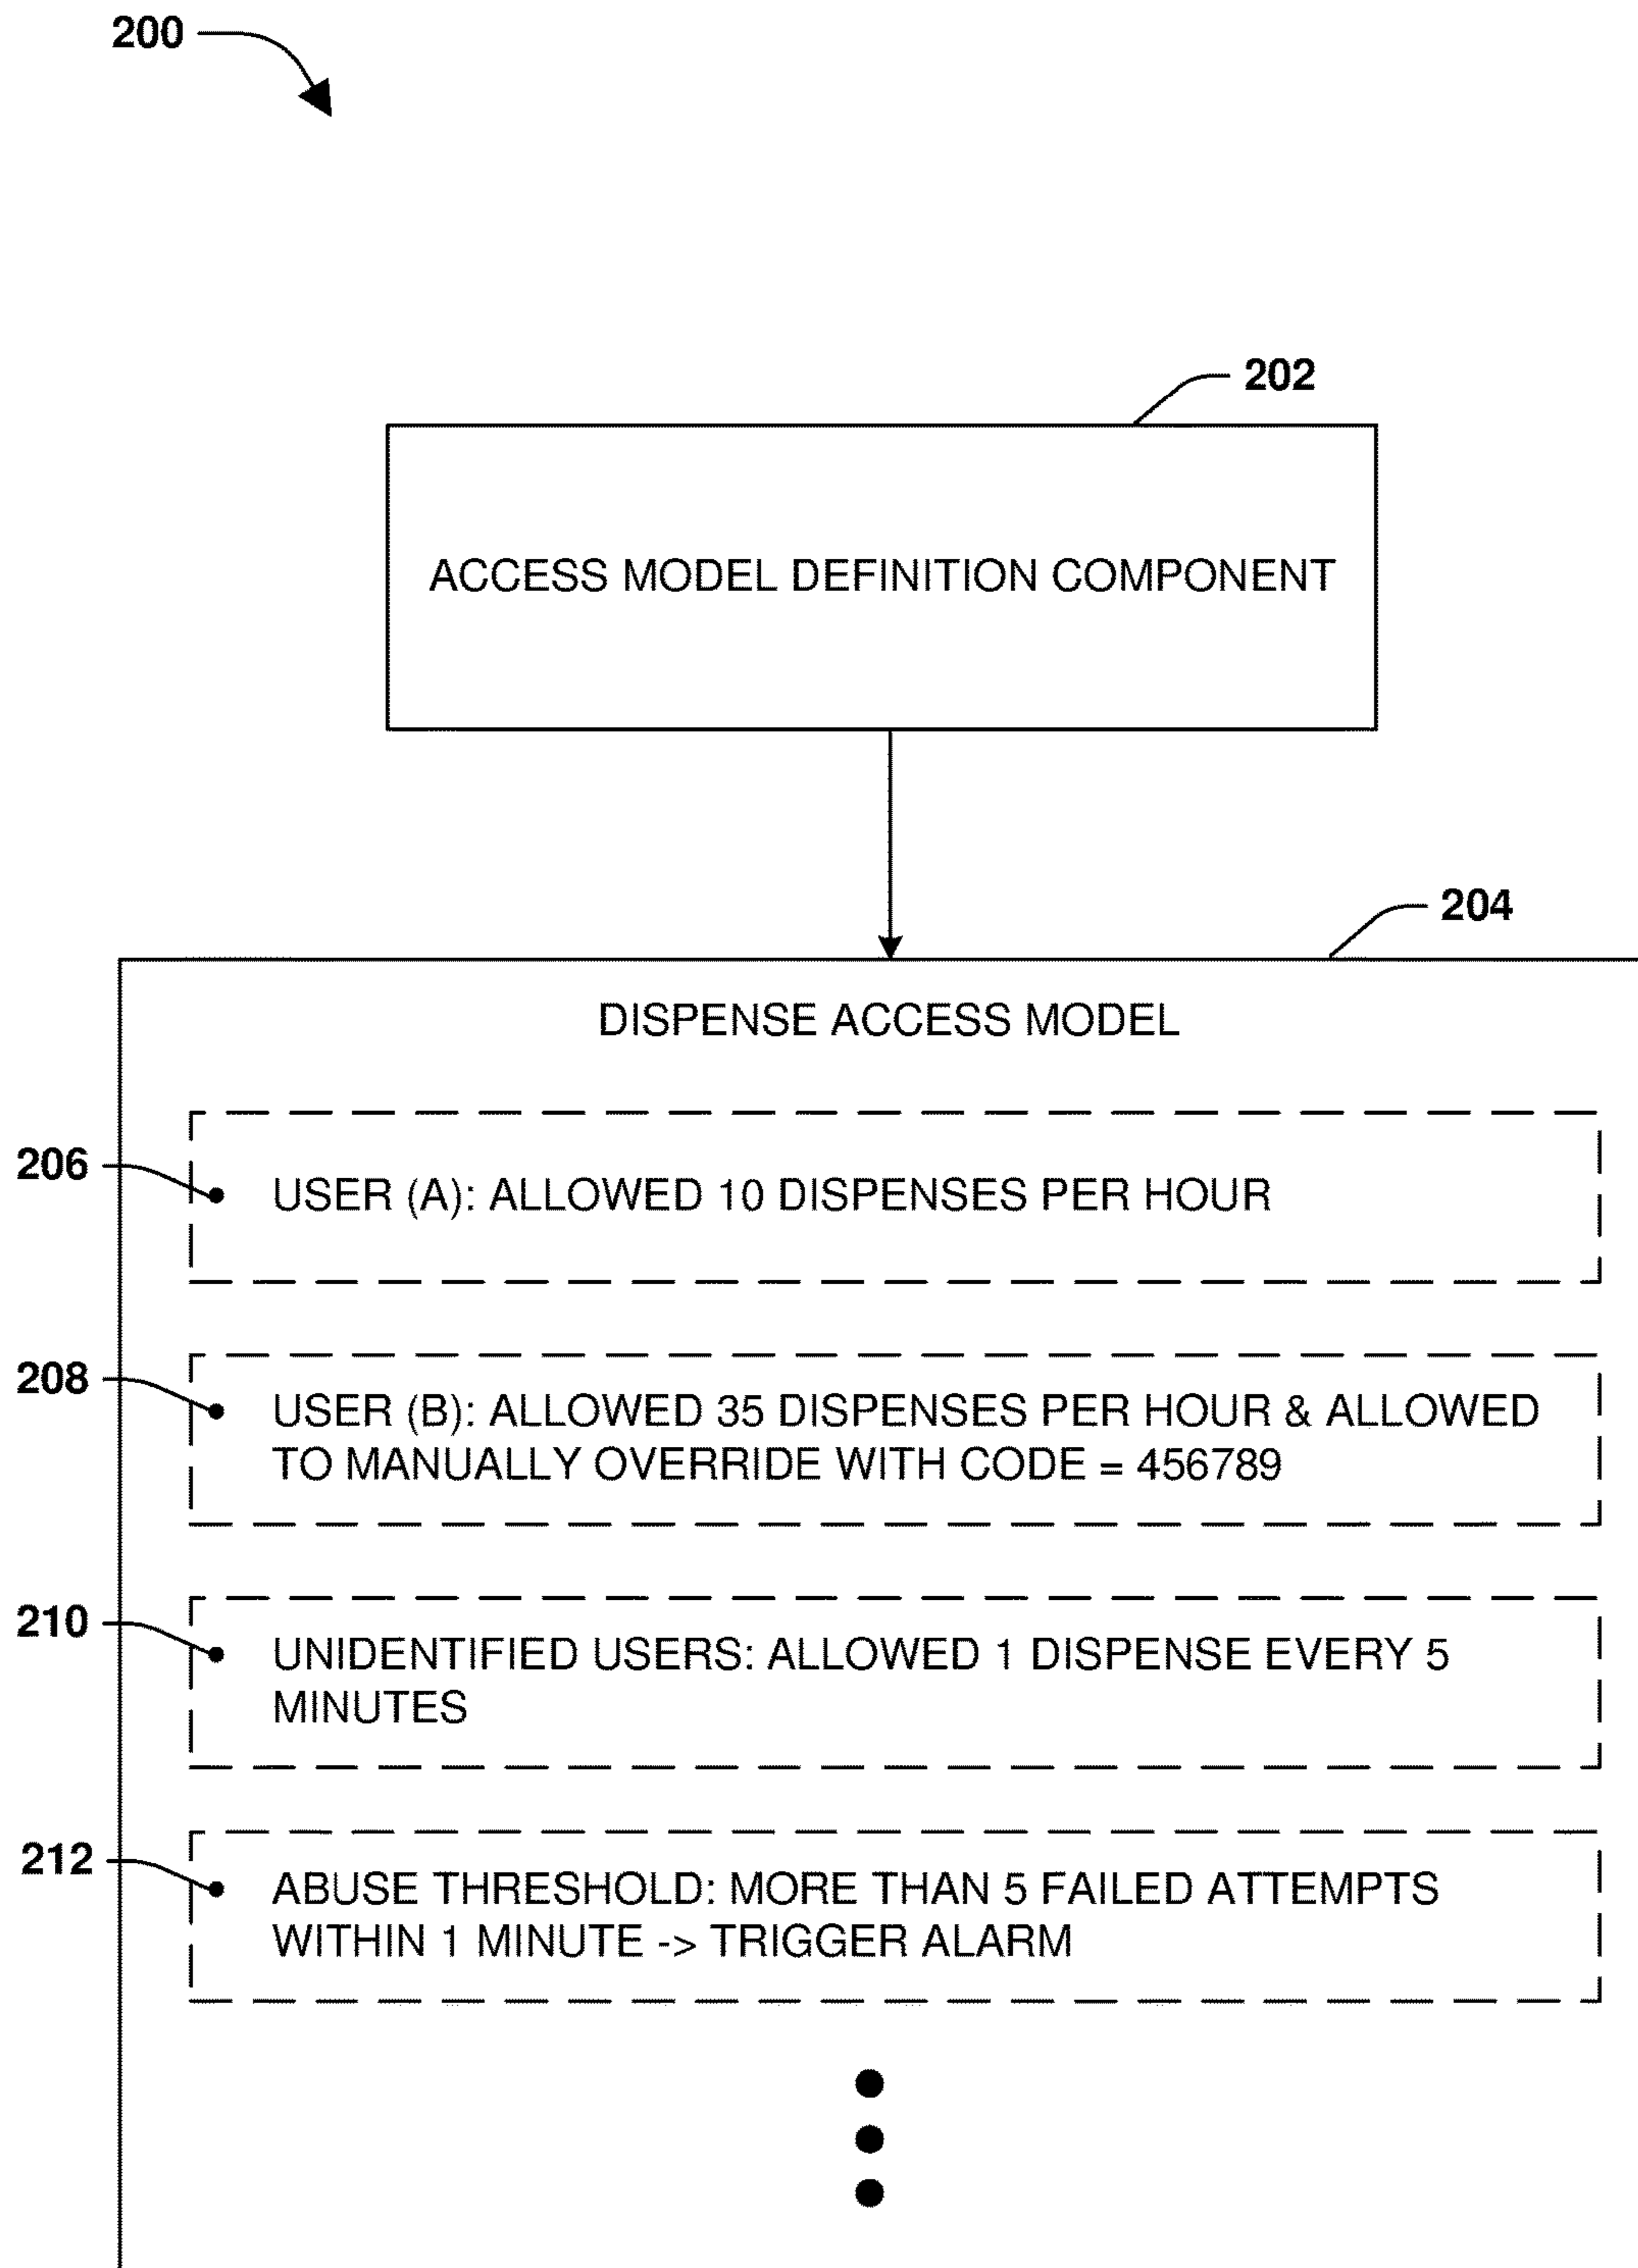 200
202
ACCESS MODEL DEFINITION COMPONENT
204
DISPENSE ACCESS MODEL
206
USER (A): ALLOWED 10 DISPENSES PER HOUR
208
USER (B): ALLOWED 35 DISPENSES PER HOUR & ALLOWED
TO MANUALLY OVERRIDE WITH CODE = 456789
210
UNIDENTIFIED USERS: ALLOWED 1 DISPENSE EVERY 5
MINUTES
212
ABUSE THRESHOLD: MORE THAN 5 FAILED ATTEMPTS
WITHIN 1 MINUTE -> TRIGGER ALARM